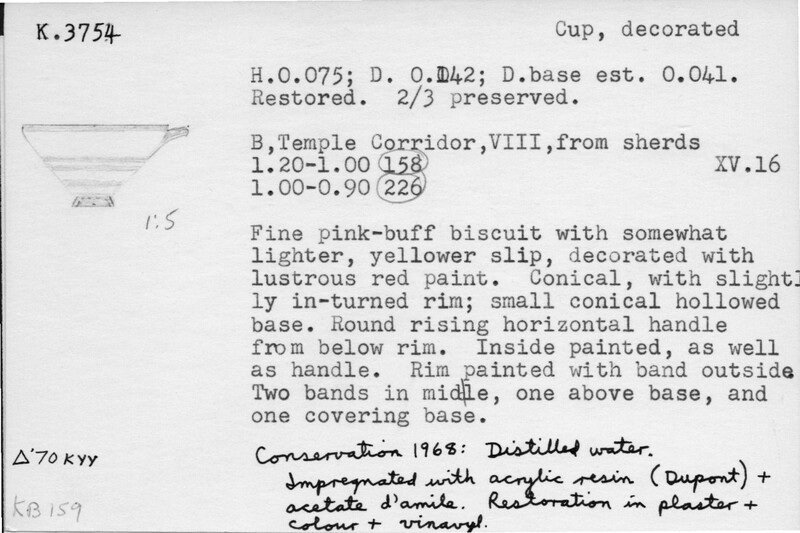 K.3754
Cup, decorated
H.0.075; D. 0.142; D.base est. 0.041.
Restored. 2/3 preserved.
B,Temple Corridor,VIII,from sherds
1.20-1.00 158 XV.16
1.00-0.90 226
1:5
Fine pink-buff biscuit with somewhat
lighter, yellower slip, decorated with
lustrous red paint. Conical, with slightl
ly in-turned rim; small conical hollowed
base. Round rising horizontal handle
from below rim. Inside painted, as well
as handle. Rim painted with band outside
Two bands in midle, one above base, and
one covering base.
Δ'70 KYY
Conservation 1968: Distilled water.
Impregnated with acrylic resin (Dupont) +
acetate d'amile. Restoration in plaster +
colour + vinavyl.
KB 159